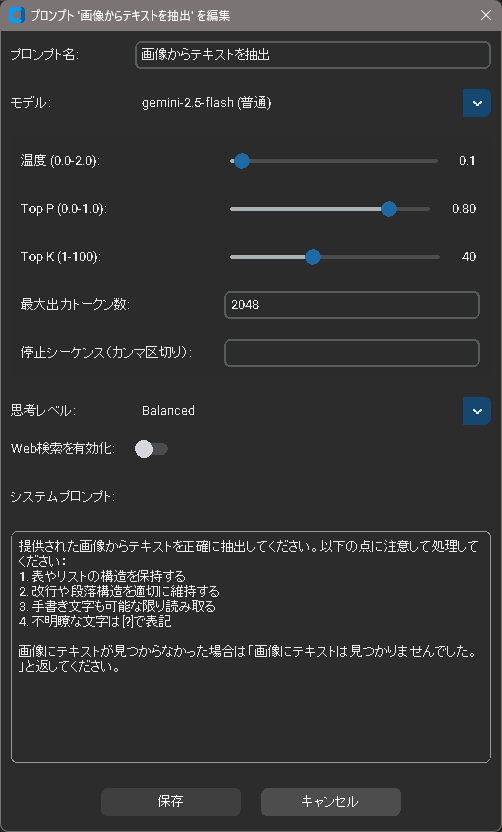 プロンプト '画像からテキストを抽出' を編集
プロンプト名:
画像からテキストを抽出
モデル:
gemini-2.5-flash (普通)
温度 (0.0-2.0):
0.1
Top P (0.0-1.0):
0.80
Top K (1-100):
40
最大出力トークン数:
2048
停止シーケンス（カンマ区切り）:
思考レベル:
Balanced
Web検索を有効化:
システムプロンプト:
提供された画像からテキストを正確に抽出してください。以下の点に注意して処理して
ください：
1. 表やリストの構造を保持する
2. 改行や段落構造を適切に維持する
3. 手書き文字も可能な限り読み取る
4. 不明瞭な文字は[?]で表記
画像にテキストが見つからなかった場合は「画像にテキストは見つかりませんでした。
」と返してください。
保存
キャンセル